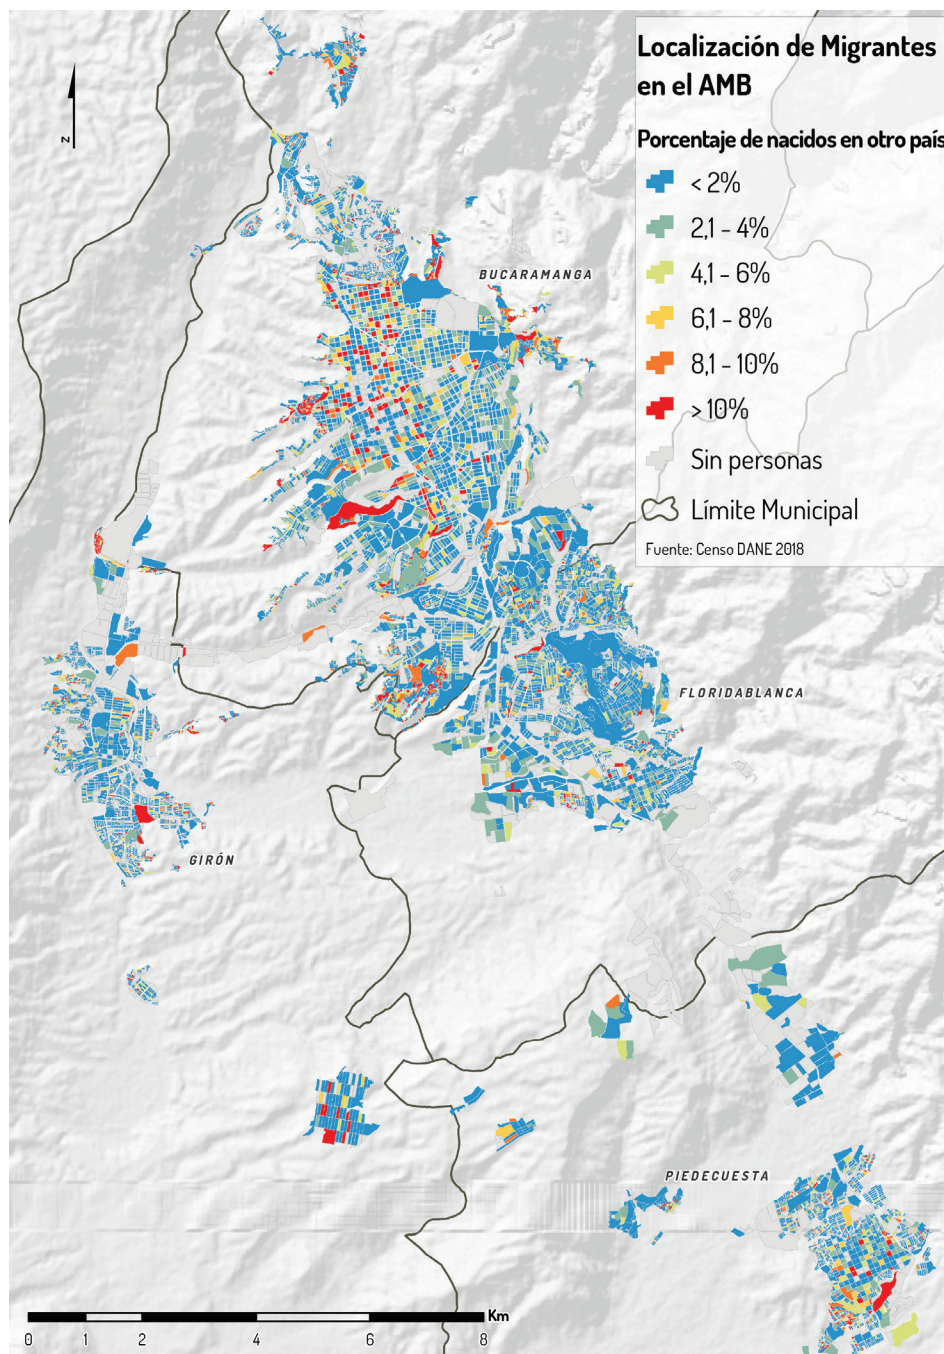 Localización de Migrantes
en el AMB
Porcentaje de nacidos en otro país
< 2%
2,1 - 4%
4,1 - 6%
6,1 - 8%
8,1 - 10%
>10%
Sin personas
Límite Municipal
Fuente: Censo DANE 2018
N
BUCARAMANGA
FLORIDABLANCA
GIRÓN
PIEDECUESTA
Km
0 1 2 4 6 8